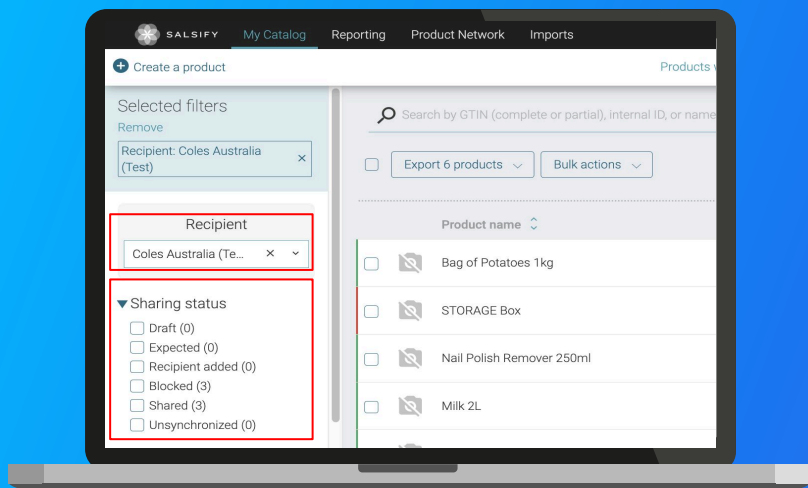 SALSIFY My Catalog Reporting Product Network Imports
Create a product
Products
Selected filters
Remove
Recipient: Coles Australia
(Test)
Search by GTIN (complete or partial), internal ID, or name
Export 6 products
Bulk actions
Recipient
Coles Australia (Te...
Product name
Bag of Potatoes 1kg
STORAGE Box
Nail Polish Remover 250ml
Milk 2L
Sharing status
Draft (0)
Expected (0)
Recipient added (0)
Blocked (3)
Shared (3)
Unsynchronized (0)